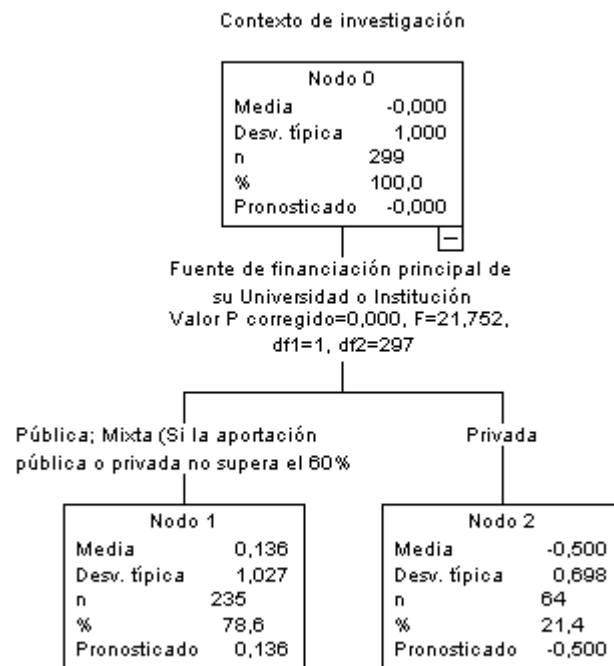 Contexto de investigación
Nodo 0
Media -0,000
Desv. típica 1,000
n 299
% 100,0
Pronosticado -0,000
Fuente de financiación principal de
su Universidad o Institución
Valor P corregido=0,000, F=21,752,
df1=1, df2=297
Pública; Mixta (Si la aportación
pública o privada no supera el 60%
Privada
Nodo 1
Media 0,136
Desv. típica 1,027
n 235
% 78,6
Pronosticado 0,136
Nodo 2
Media -0,500
Desv. típica 0,698
n 64
% 21,4
Pronosticado -0,500